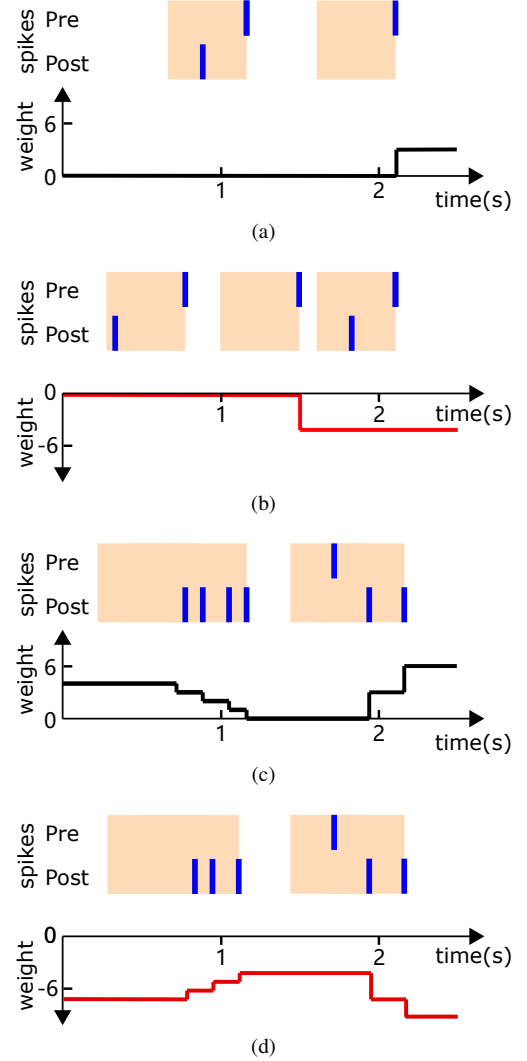 spikes
Pre
Post
weight
6
0
1
2
time(s)
(a)
spikes
Pre
Post
weight
0
-6
1
2
time(s)
(b)
spikes
Pre
Post
weight
6
0
1
2
time(s)
(c)
spikes
Pre
Post
weight
0
-6
1
2
time(s)
(d)